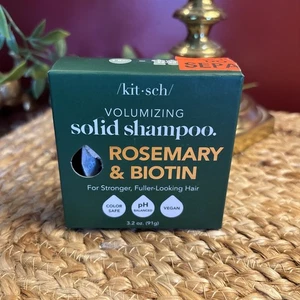 /kit·sch/
VOLUMIZING
solid shampoo.
ROSEMARY
& BIOTIN
For Stronger, Fuller-Looking Hair
COLOR
SAFE
pH
BALANCED
VEGAN
3.2 oz. (91g)